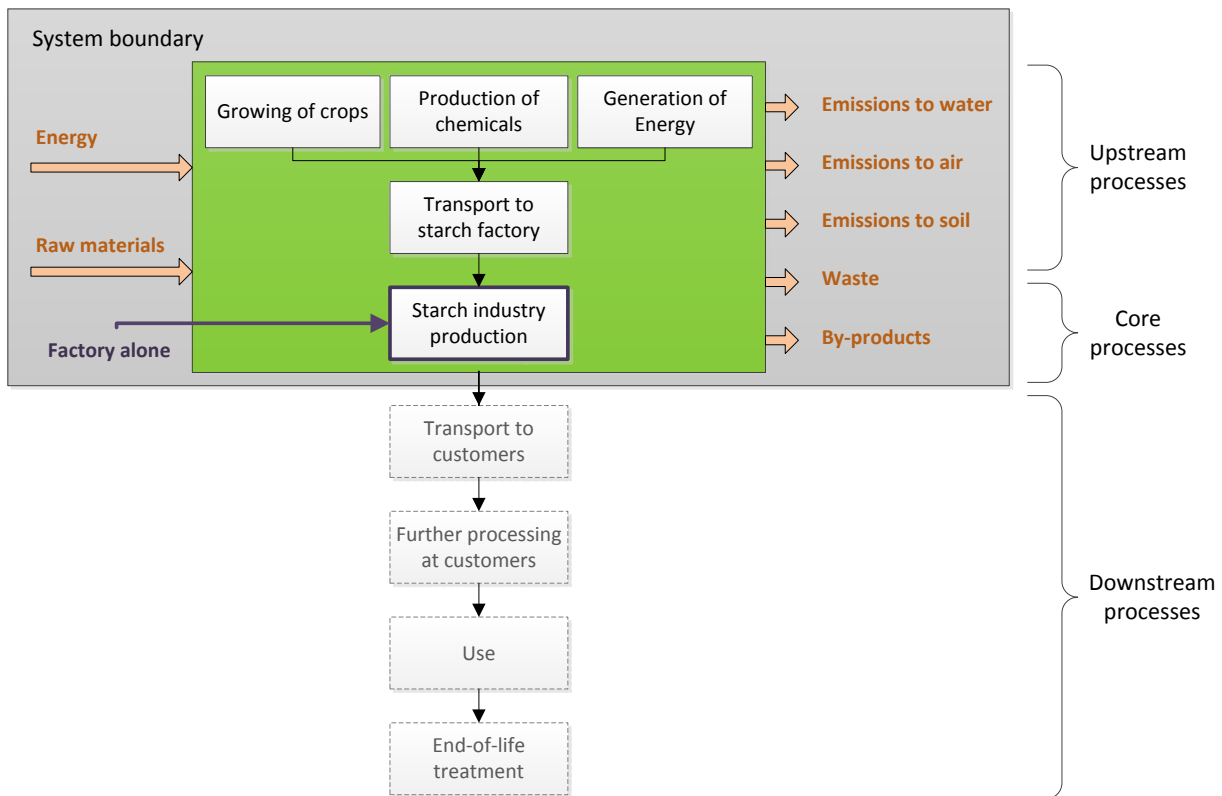 System boundary
Growing of crops
Production of
chemicals
Generation of
Energy
Energy
Raw materials
Transport to
starch factory
Starch industry
production
Factory alone
Emissions to water
Emissions to air
Emissions to soil
Waste
By-products
Upstream
processes
Core
processes
Transport to
customers
Further processing
at customers
Use
End-of-life
treatment
Downstream
processes